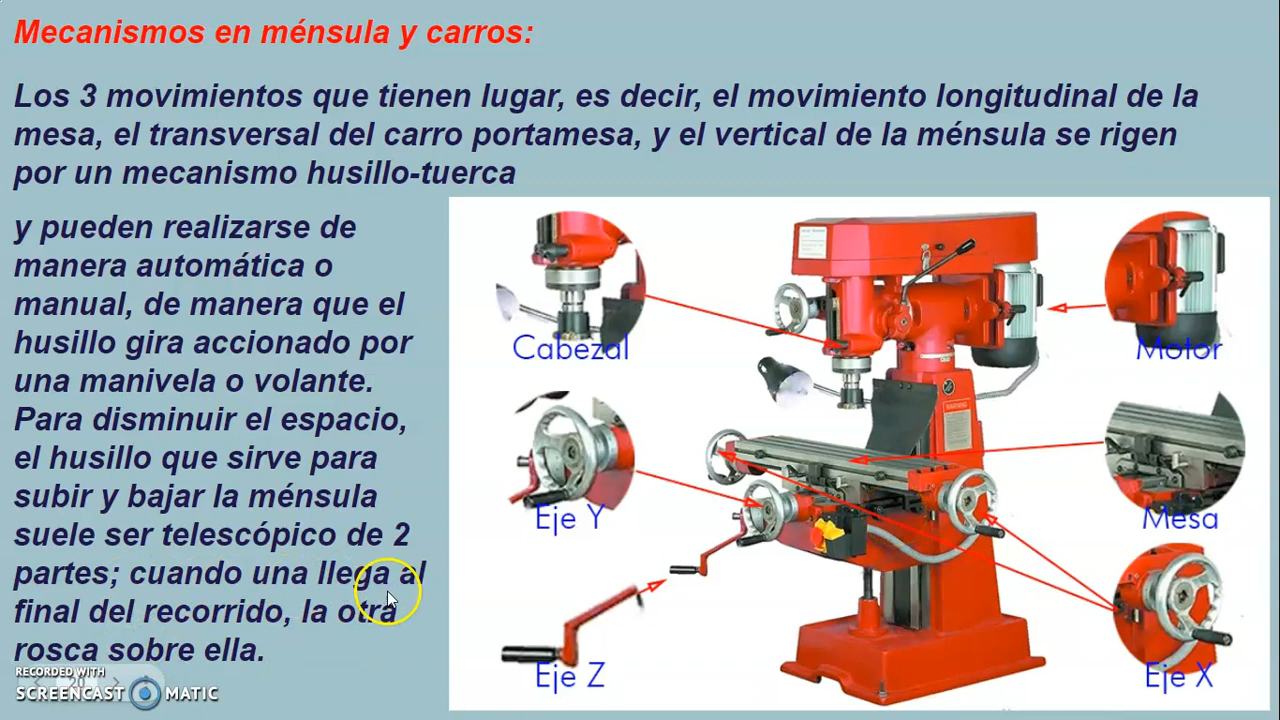 Mecanismos en ménsula y carros:
Los 3 movimientos que tienen lugar, es decir, el movimiento longitudinal de la
mesa, el transversal del carro portamesa, y el vertical de la ménsula se rigen
por un mecanismo husillo-tuerca
y pueden realizarse de
manera automática o
manual, de manera que el
husillo gira accionado por
una manivela o volante.
Para disminuir el espacio,
el husillo que sirve para
subir y bajar la ménsula
suele ser telescópico de 2
partes; cuando una llega al
final del recorrido, la otra
rosca sobre ella.
Cabezal
Motor
Eje Y
Mesa
Eje Z
Eje X
WARNING
RECORDED WITH
SCREENCAST MATIC